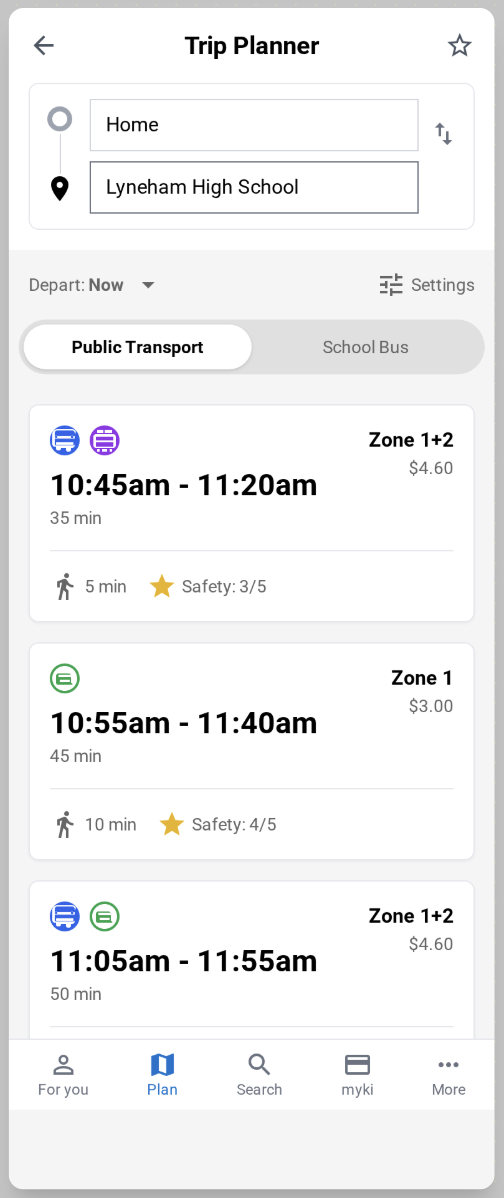 Trip Planner
Home
Lyneham High School
Depart: Now
Settings
Public Transport
School Bus
Zone 1+2
10:45am - 11:20am
$4.60
35 min
5 min
Safety: 3/5
Zone 1
10:55am - 11:40am
$3.00
45 min
10 min
Safety: 4/5
Zone 1+2
11:05am - 11:55am
$4.60
50 min
For you
Plan
Search
myki
More